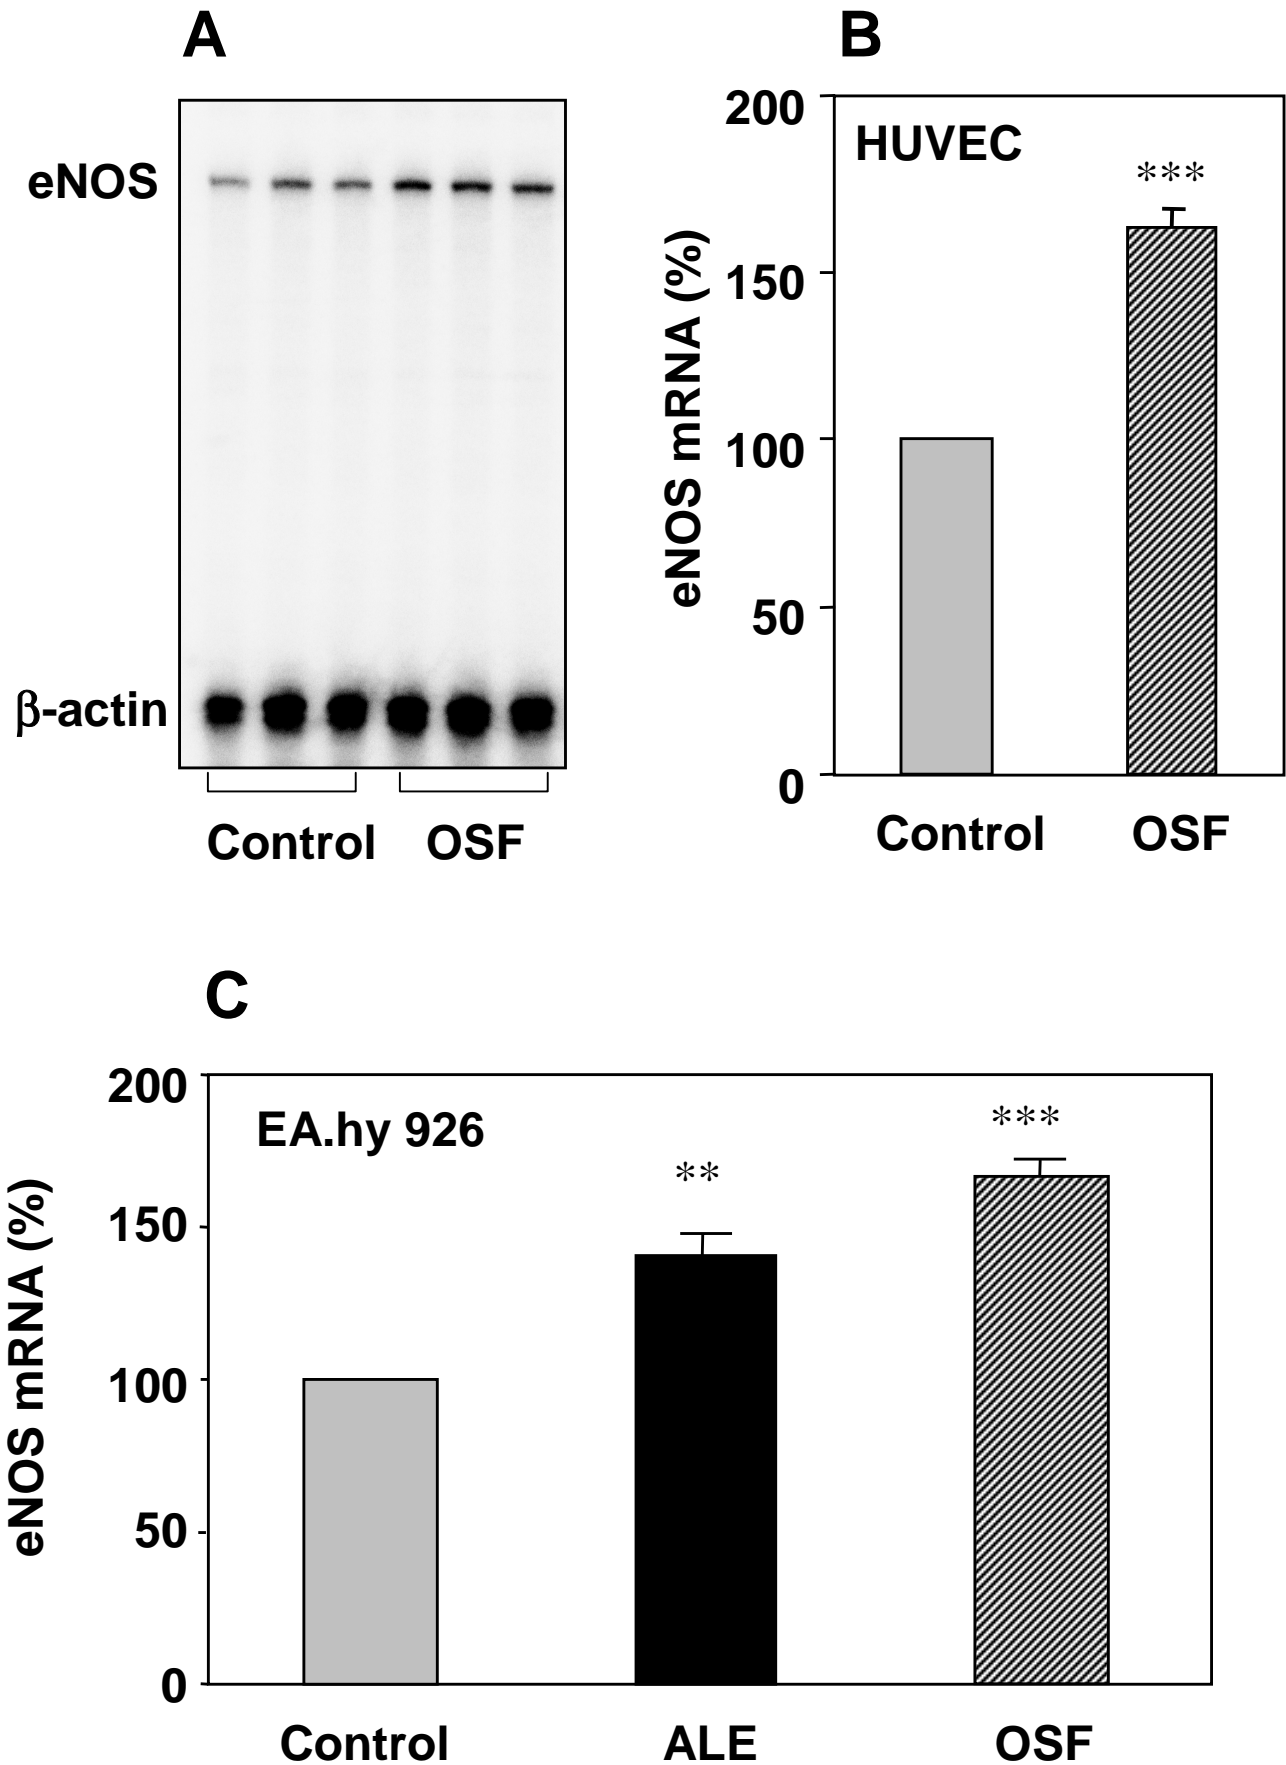 A
eNOS
β-actin
Control OSF
B
HUVEC
***
eNOS mRNA (%)
200
150
100
50
0
Control OSF
C
EA.hy 926
**
***
eNOS mRNA (%)
200
150
100
50
0
Control ALE OSF